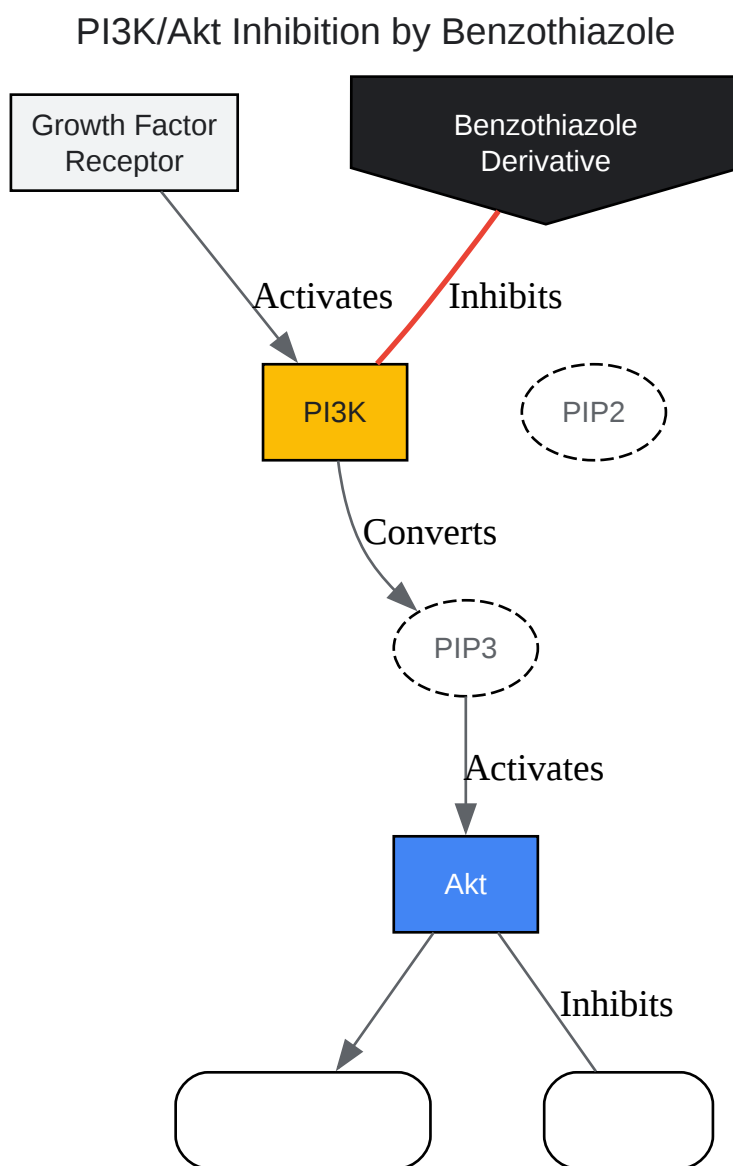 PI3K/Akt Inhibition by Benzothiazole
Growth Factor
Receptor
Benzothiazole
Derivative
Activates
Inhibits
PI3K
PIP2
Converts
PIP3
Activates
Akt
Inhibits